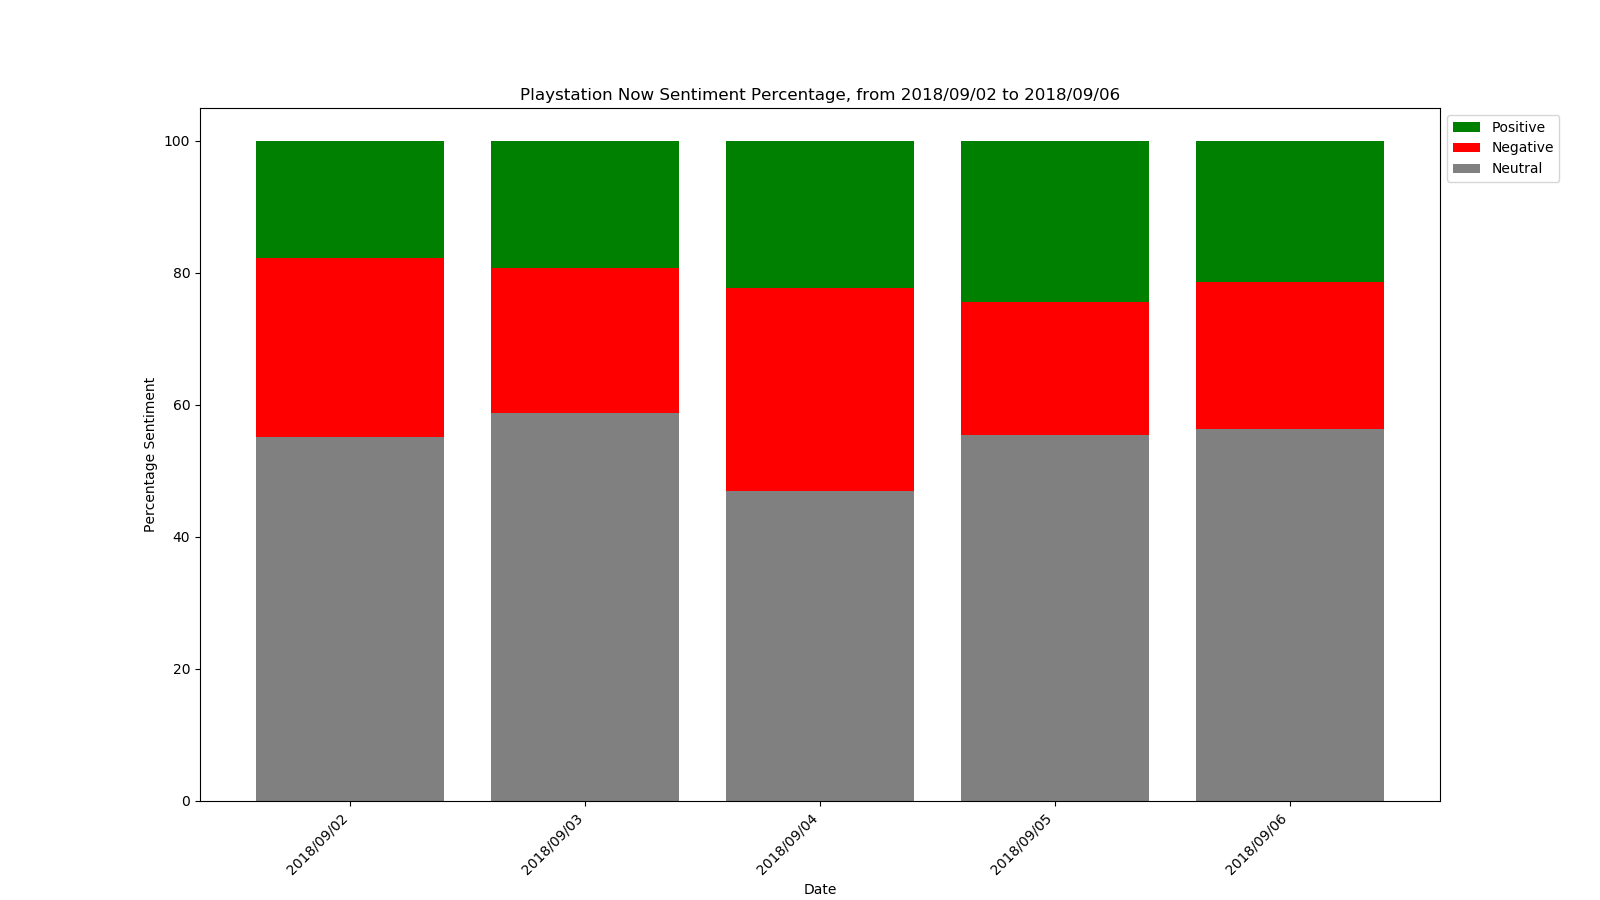 Playstation Now Sentiment Percentage, from 2018/09/02 to 2018/09/06
Positive
Negative
Neutral
100
80
60
40
20
0
Percentage Sentiment
2018/09/02
2018/09/03
2018/09/04
2018/09/05
2018/09/06
Date